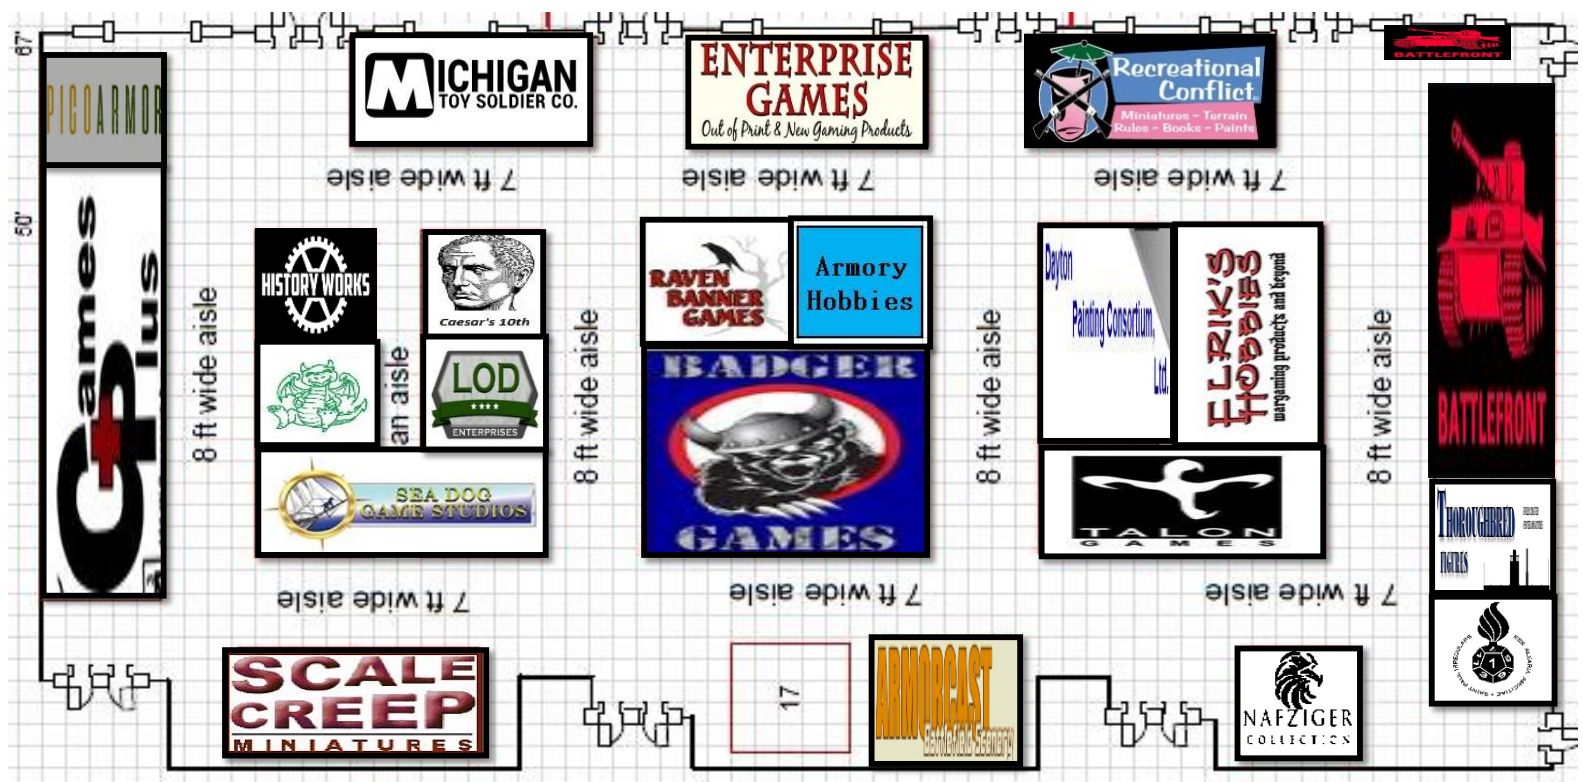 67'
50'
PICOARMOR
MICHIGAN
TOY SOLDIER CO.
ENTERPRISE
GAMES
Out of Print & New Gaming Products
Recreational
Conflict
Miniatures - Terrain
Rules - Books - Paints
BATTLEFRONT
7 ft wide aisle
7 ft wide aisle
7 ft wide aisle
Games
Plus
8 ft wide aisle
HISTORY WORKS
Caesar's 10th
an aisle
LOD
ENTERPRISES
SEA DOG
GAME STUDIOS
8 ft wide aisle
RAVEN
BANNER
GAMES
Armory
Hobbies
BADGER
GAMES
8 ft wide aisle
Dayton
Painting Consortium,
Ltd.
ELRIK'S
HOBBIES
wargaming products and beyond
TALON
GAMES
8 ft wide aisle
BATTLEFRONT
THOROUGHBRED
FIGURES
7 ft wide aisle
7 ft wide aisle
7 ft wide aisle
SCALE
CREEP
MINIATURES
17
ARMORCAST
Battlefield Scenery
NAFZIGER
COLLECTION
SAINT PAUL IRREGULARS
1